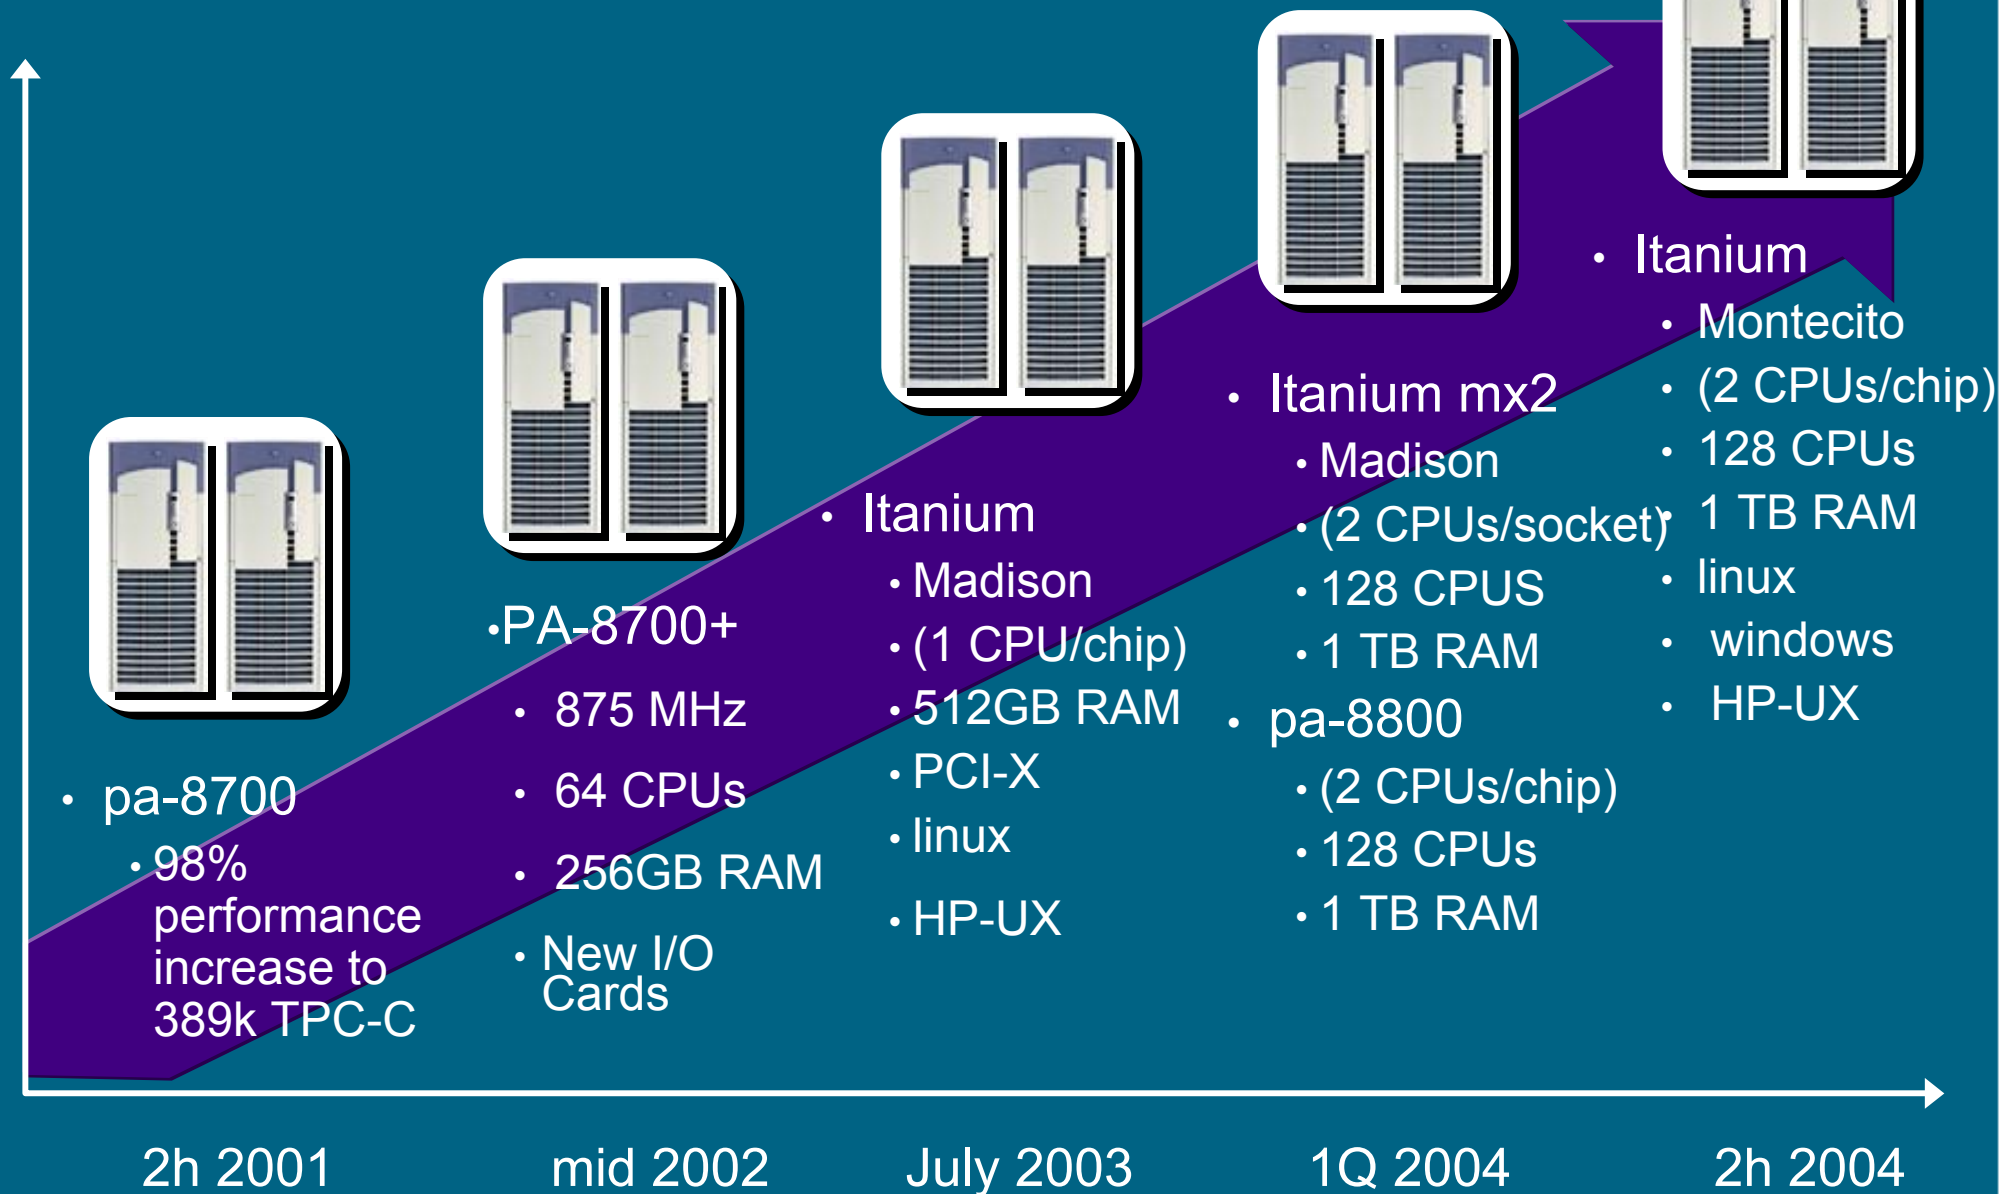 • pa-8700
• 98%
performance
increase to
389k TPC-C
•PA-8700+
• 875 MHz
• 64 CPUs
• 256GB RAM
• New I/O
Cards
• Itanium
• Madison
• (1 CPU/chip)
• 512GB RAM
• PCI-X
• linux
• HP-UX
• Itanium mx2
• Madison
• (2 CPUs/socket)
• 128 CPUS
• 1 TB RAM
• pa-8800
• (2 CPUs/chip)
• 128 CPUs
• 1 TB RAM
• Itanium
• Montecito
• (2 CPUs/chip)
• 128 CPUs
• 1 TB RAM
• linux
• windows
• HP-UX
2h 2001
mid 2002
July 2003
1Q 2004
2h 2004